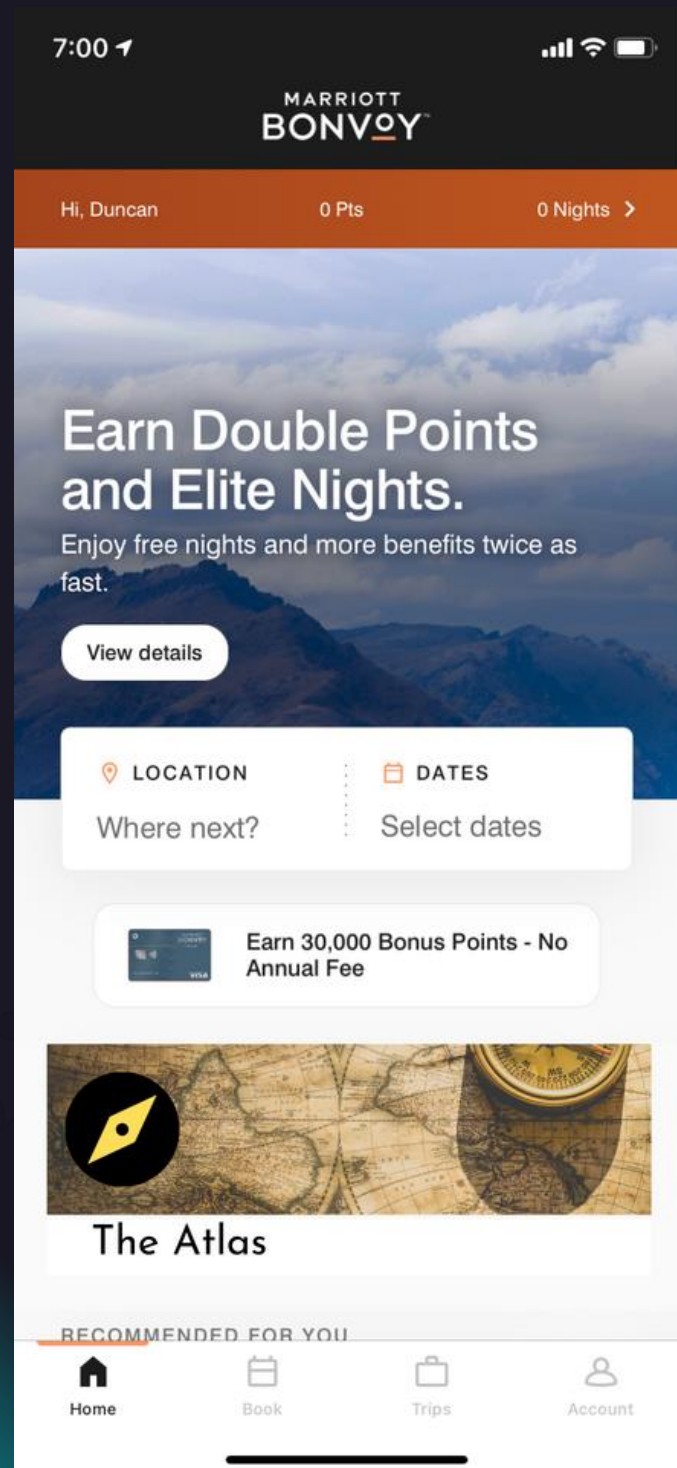 7:00
MARRIOTT
BONVOY
Hi, Duncan 0 Pts 0 Nights
Earn Double Points
and Elite Nights.
Enjoy free nights and more benefits twice as
fast.
View details
LOCATION DATES
Where next? Select dates
VISA
Earn 30,000 Bonus Points - No
Annual Fee
The Atlas
RECOMMENDED FOR YOU
Home Book Trips Account